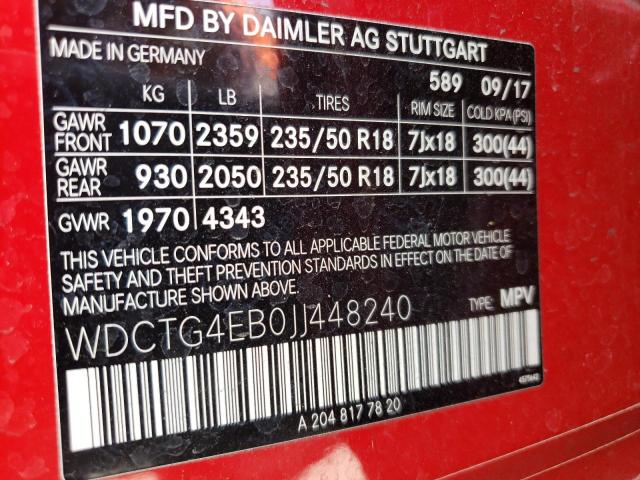 MFD BY DAIMLER AG STUTTGART
MADE IN GERMANY
589 09/17
KG LB TIRES RIM SIZE COLD KPA(PSI)
GAWR FRONT 1070 2359 235/50 R18 7Jx18 300(44)
GAWR REAR 930 2050 235/50 R18 7Jx18 300(44)
GVWR 1970 4343
THIS VEHICLE CONFORMS TO ALL APPLICABLE FEDERAL MOTOR VEHICLE
SAFETY AND THEFT PREVENTION STANDARDS IN EFFECT ON THE DATE OF
MANUFACTURE SHOWN ABOVE.
WDCTG4EB0JJ448240 TYPE: MPV
A 204 817 78 20